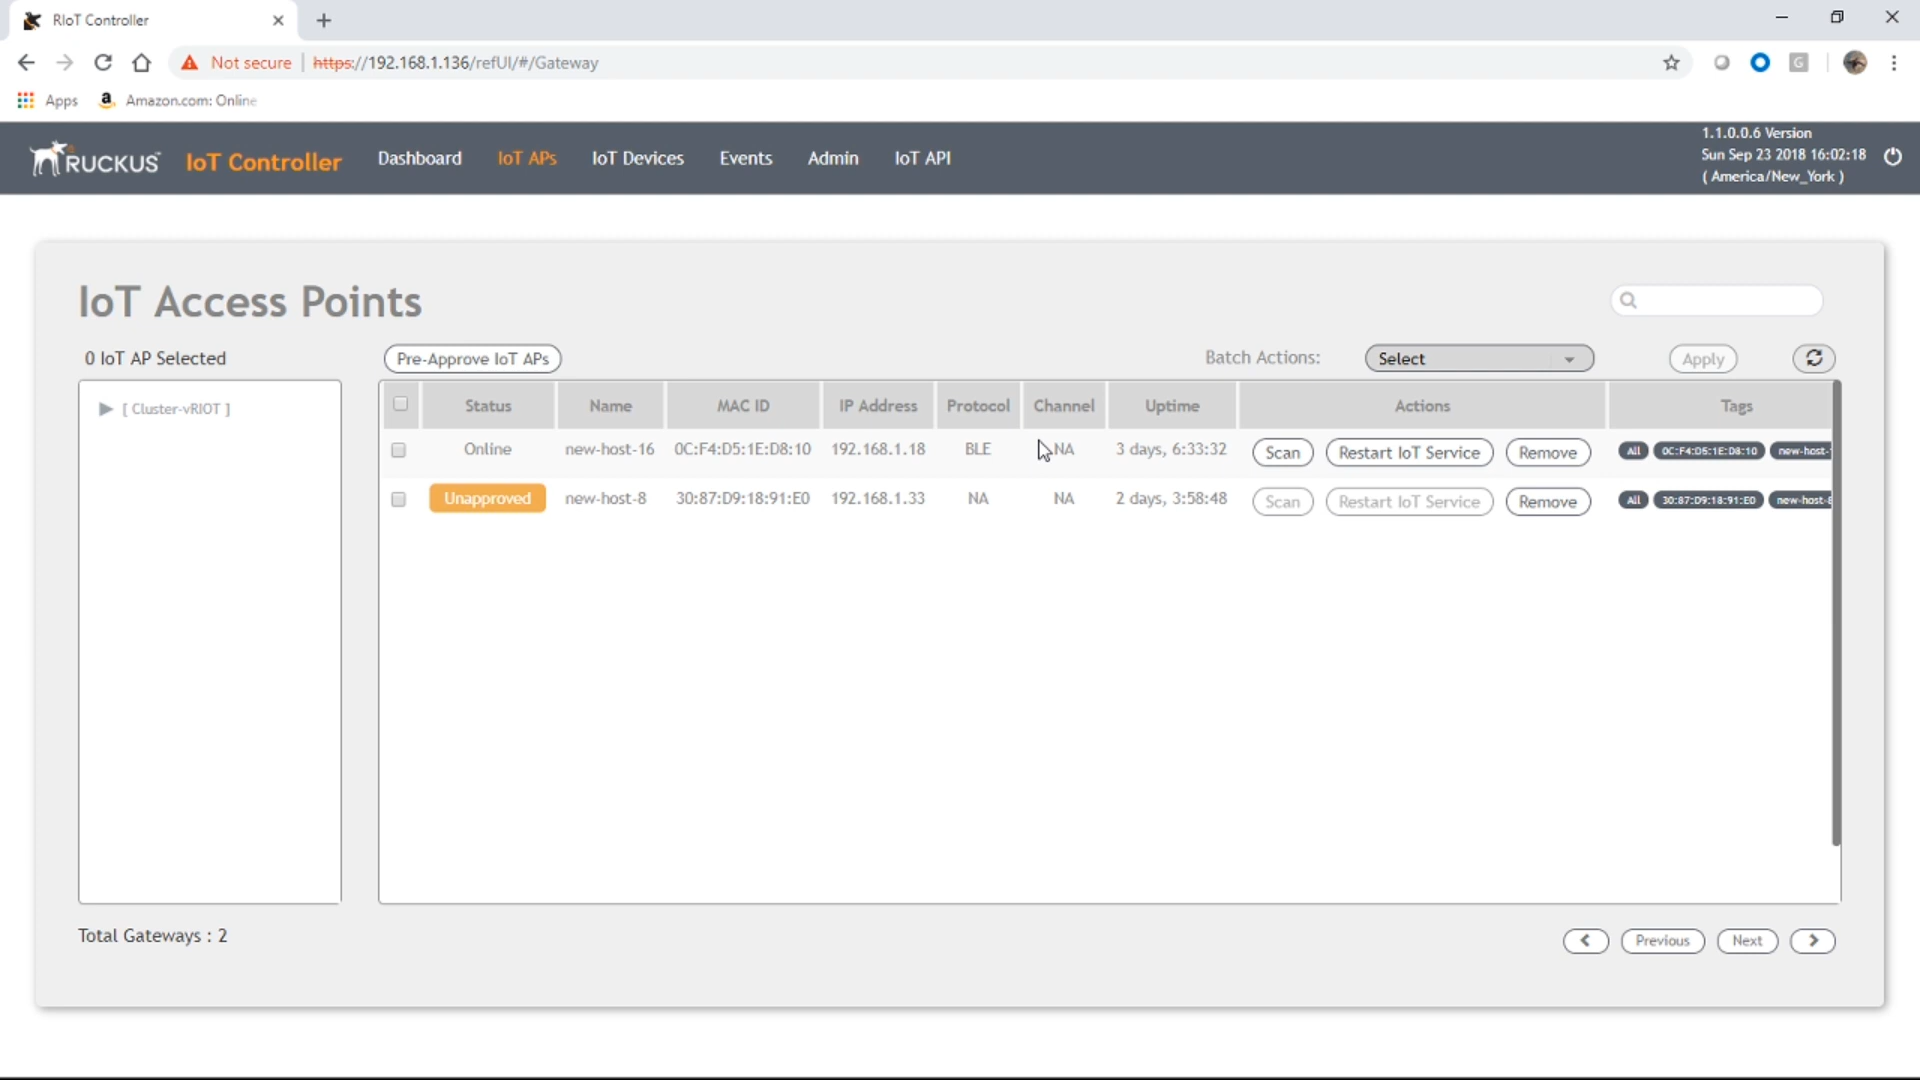 RIoT Controller
Not secure | https://192.168.1.136/refUI/#/Gateway
G
Apps
a Amazon.com: Online
RUCKUS IoT Controller Dashboard IoT APs IoT Devices Events Admin IoT API
1.1.0.0.6 Version
Sun Sep 23 2018 16:02:18
( America/New_York )
IoT Access Points
0 IoT AP Selected Pre-Approve IoT APs Batch Actions: Select Apply
[ Cluster-vRIOT ]
Status Name MAC ID IP Address Protocol Channel Uptime Actions Tags
Online new-host-16 0C:F4:D5:1E:D8:10 192.168.1.18 BLE NA 3 days, 6:33:32 Scan Restart IoT Service Remove All 0C:F4:D5:1E:D8:10 new-host-
Unapproved new-host-8 30:87:D9:18:91:E0 192.168.1.33 NA NA 2 days, 3:58:48 Scan Restart IoT Service Remove All 30:87:D9:18:91:E0 new-host-8
Total Gateways : 2
Previous Next